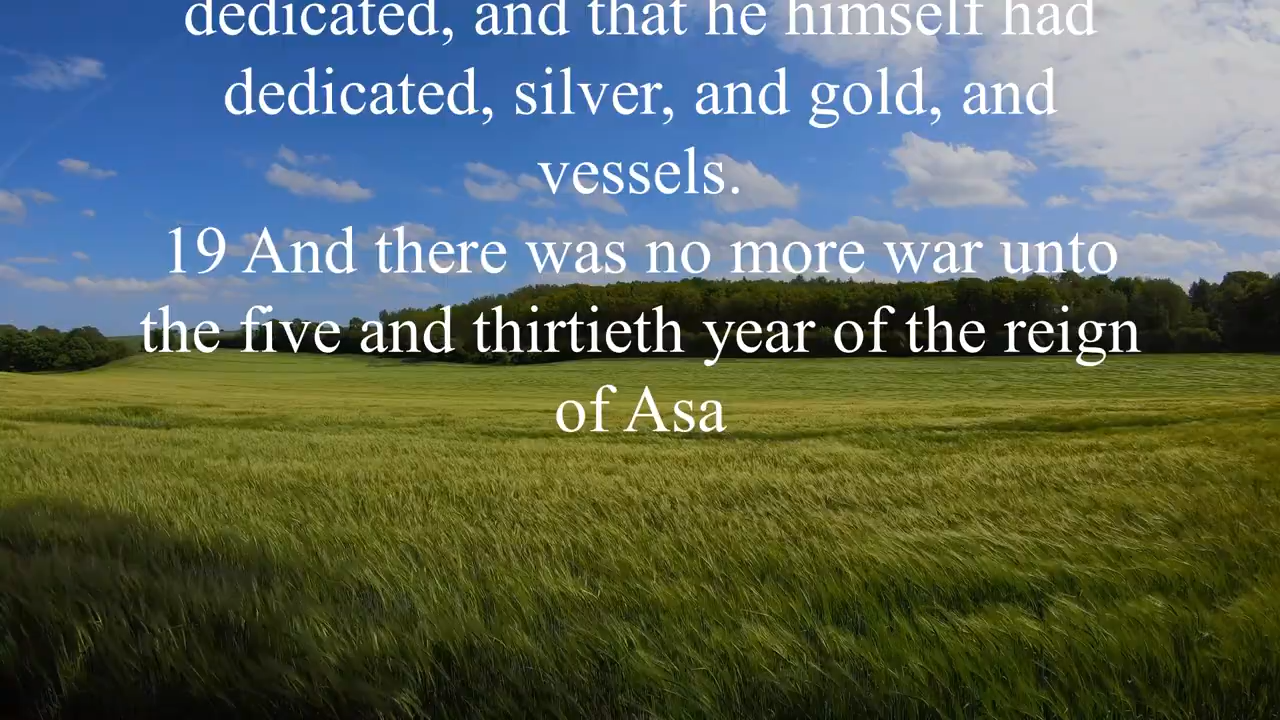 dedicated, and that he himself had
dedicated, silver, and gold, and
vessels.
19 And there was no more war unto
the five and thirtieth year of the reign
of Asa